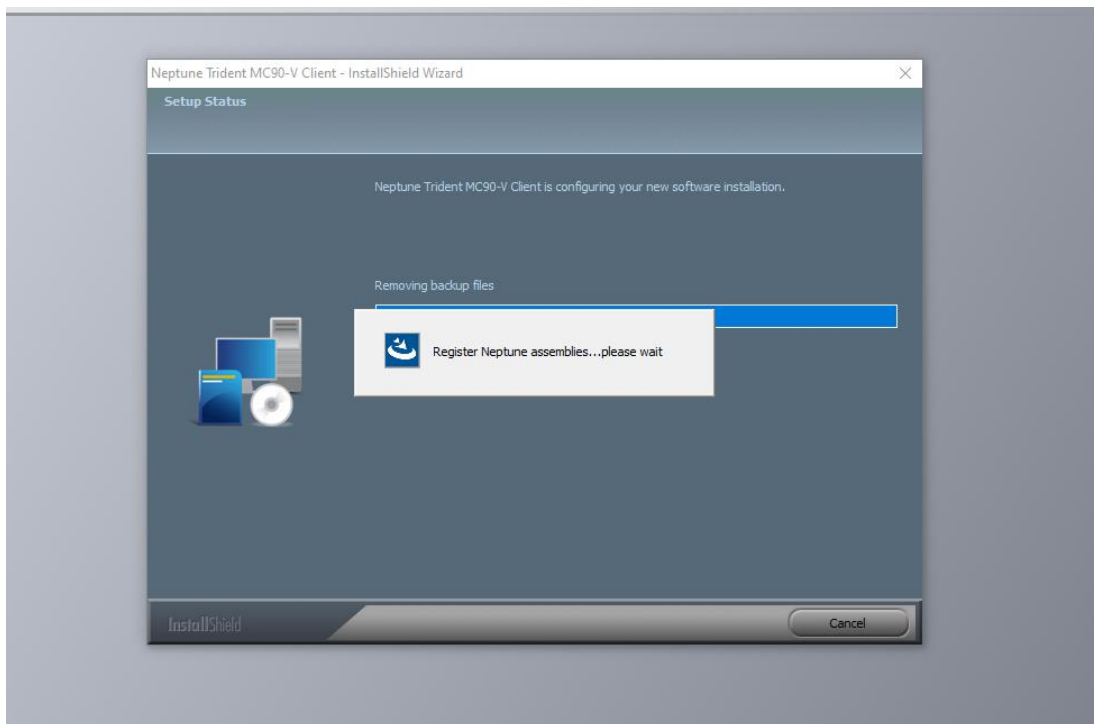 Neptune Trident MC90-V Client - InstallShield Wizard
Setup Status
Neptune Trident MC90-V Client is configuring your new software installation.
Removing backup files
Register Neptune assemblies...please wait
InstallShield
Cancel